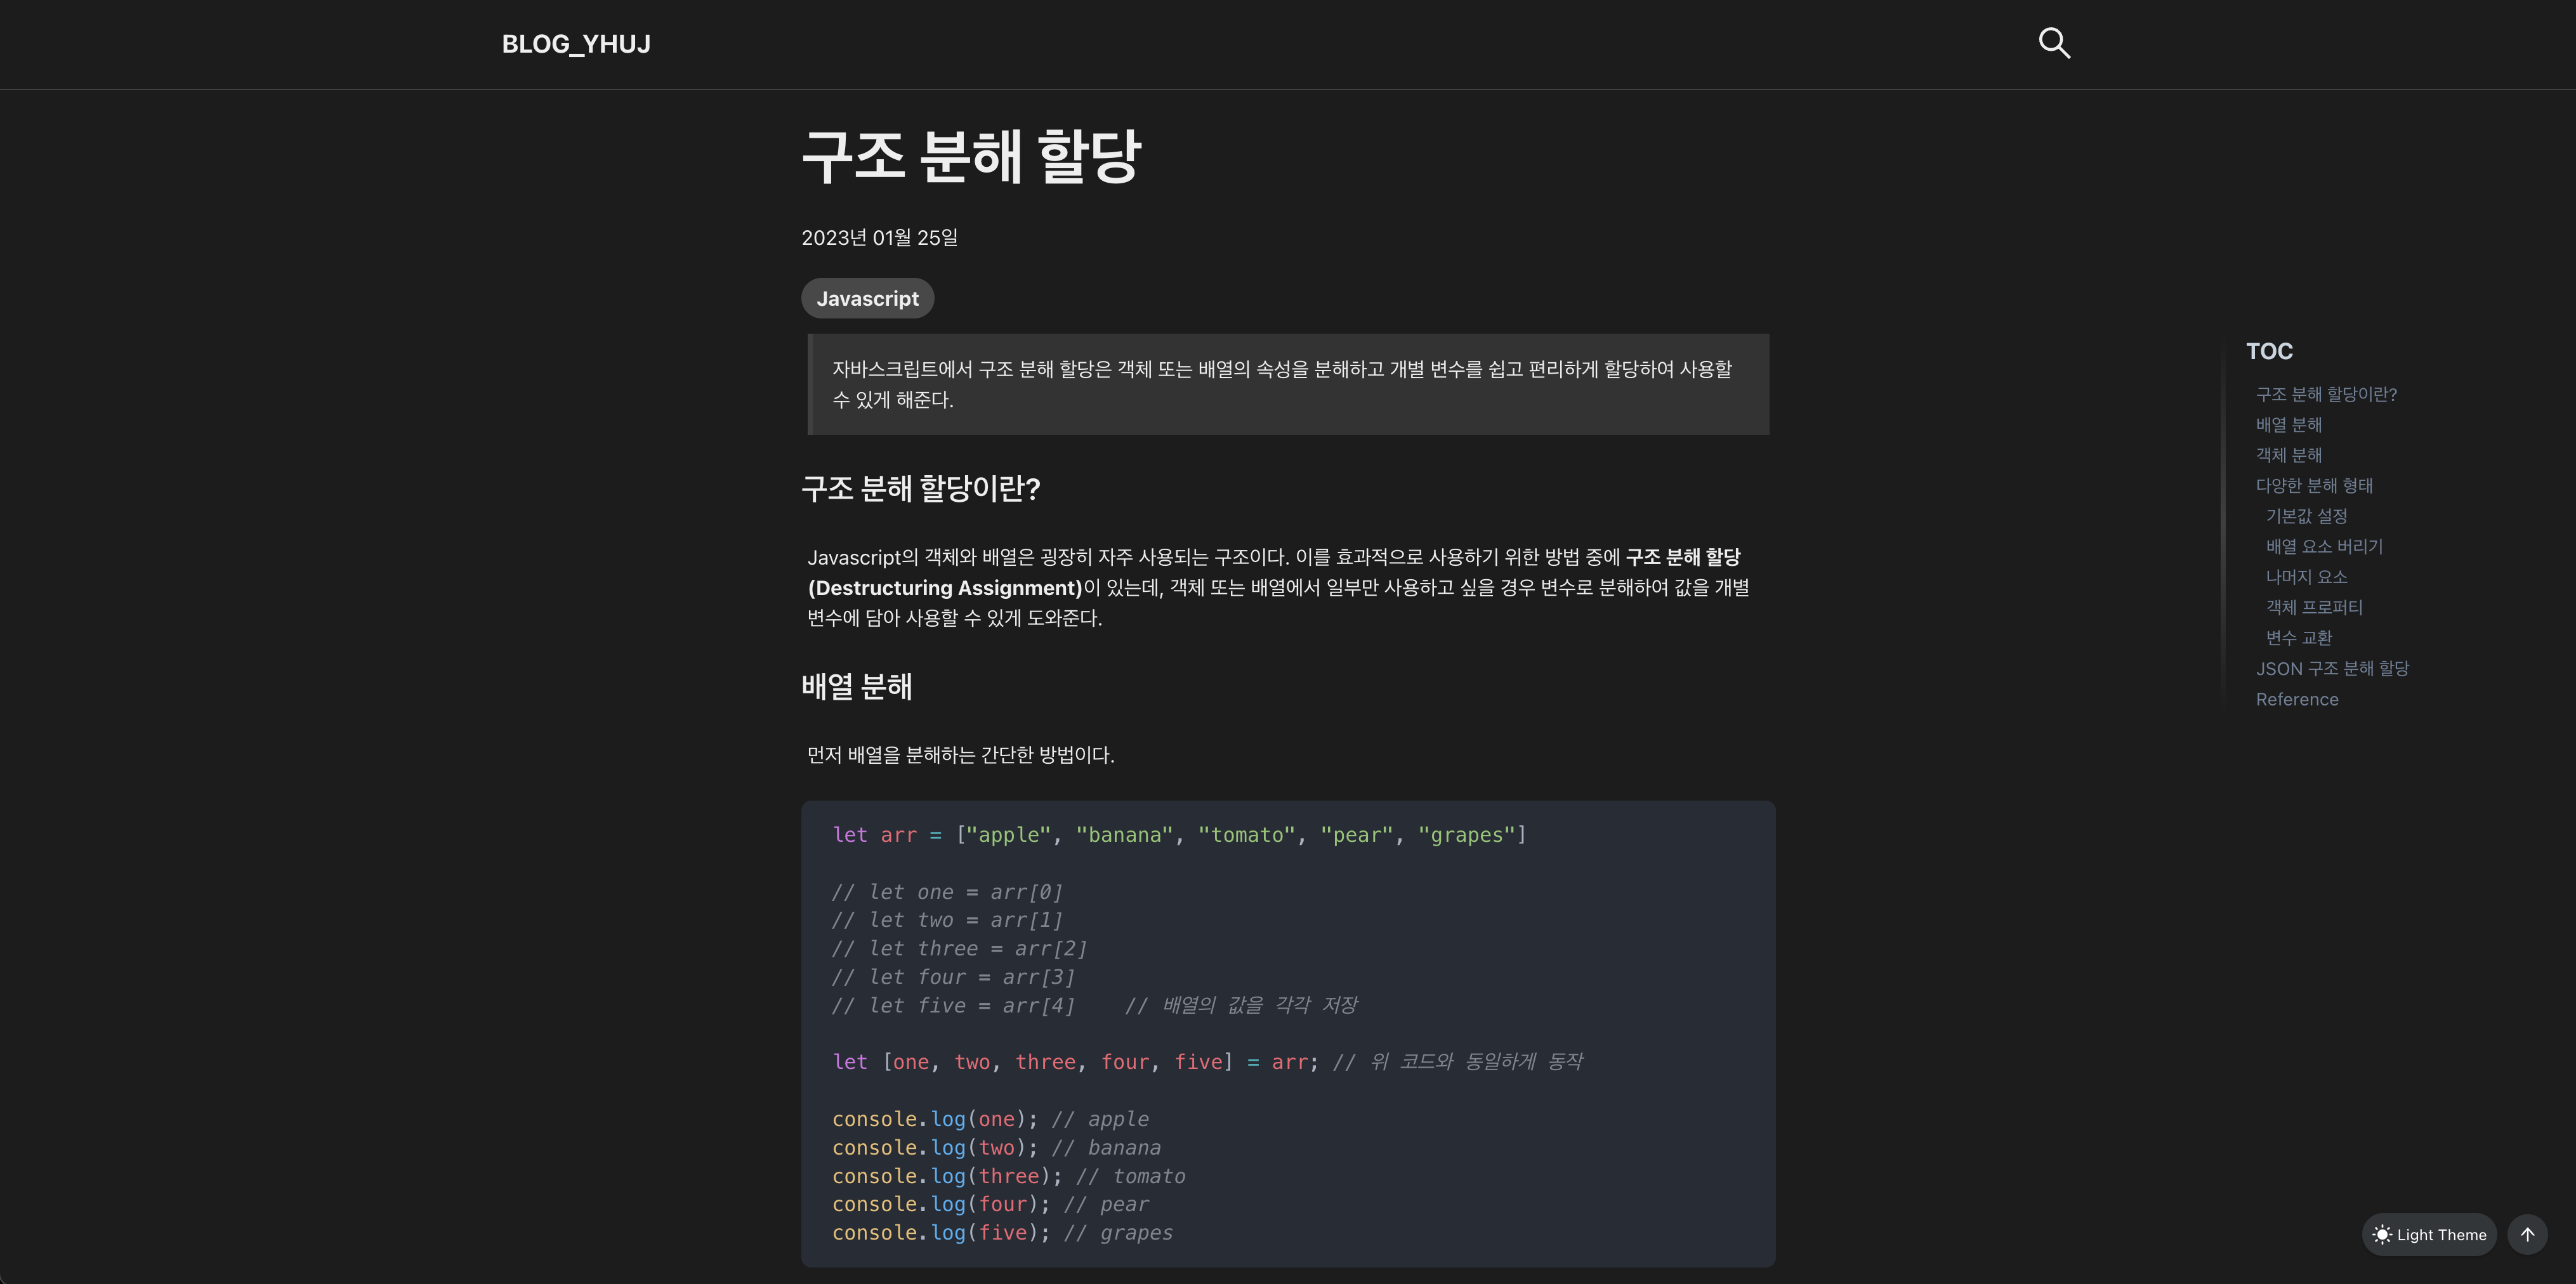 BLOG_YHUJ
구조 분해 할당
2023년 01월 25일
Javascript
자바스크립트에서 구조 분해 할당은 객체 또는 배열의 속성을 분해하고 개별 변수를 쉽고 편리하게 할당하여 사용할
수 있게 해준다.
구조 분해 할당이란?
Javascript의 객체와 배열은 굉장히 자주 사용되는 구조이다. 이를 효과적으로 사용하기 위한 방법 중에 구조 분해 할당
(Destructuring Assignment)이 있는데, 객체 또는 배열에서 일부만 사용하고 싶을 경우 변수로 분해하여 값을 개별
변수에 담아 사용할 수 있게 도와준다.
배열 분해
먼저 배열을 분해하는 간단한 방법이다.
let arr = ["apple", "banana", "tomato", "pear", "grapes"]
// let one = arr[0]
// let two = arr[1]
// let three = arr[2]
// let four = arr[3]
// let five = arr[4]    // 배열의 값을 각각 저장
let [one, two, three, four, five] = arr; // 위 코드와 동일하게 동작
console.log(one); // apple
console.log(two); // banana
console.log(three); // tomato
console.log(four); // pear
console.log(five); // grapes
TOC
구조 분해 할당이란?
배열 분해
객체 분해
다양한 분해 형태
기본값 설정
배열 요소 버리기
나머지 요소
객체 프로퍼티
변수 교환
JSON 구조 분해 할당
Reference
Light Theme